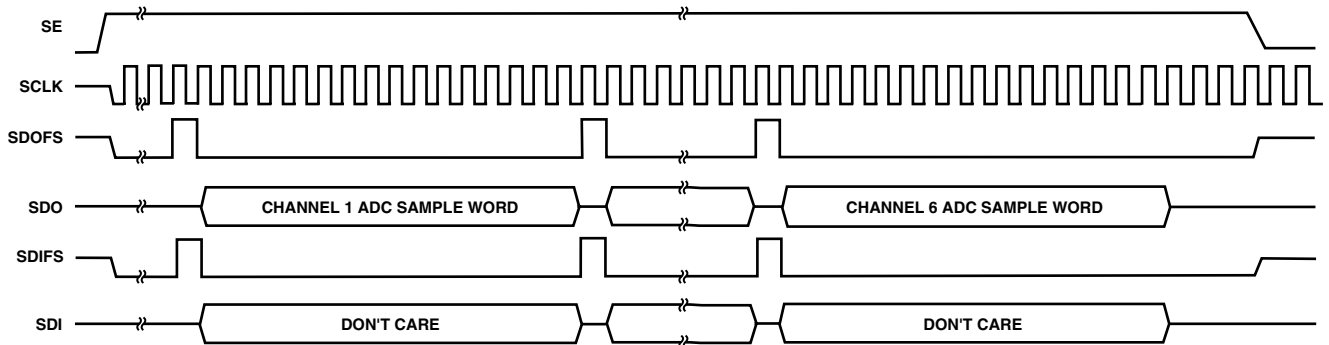 SE
SCLK
SDOFS
SDO
CHANNEL 1 ADC SAMPLE WORD
CHANNEL 6 ADC SAMPLE WORD
SDIFS
SDI
DON'T CARE
DON'T CARE